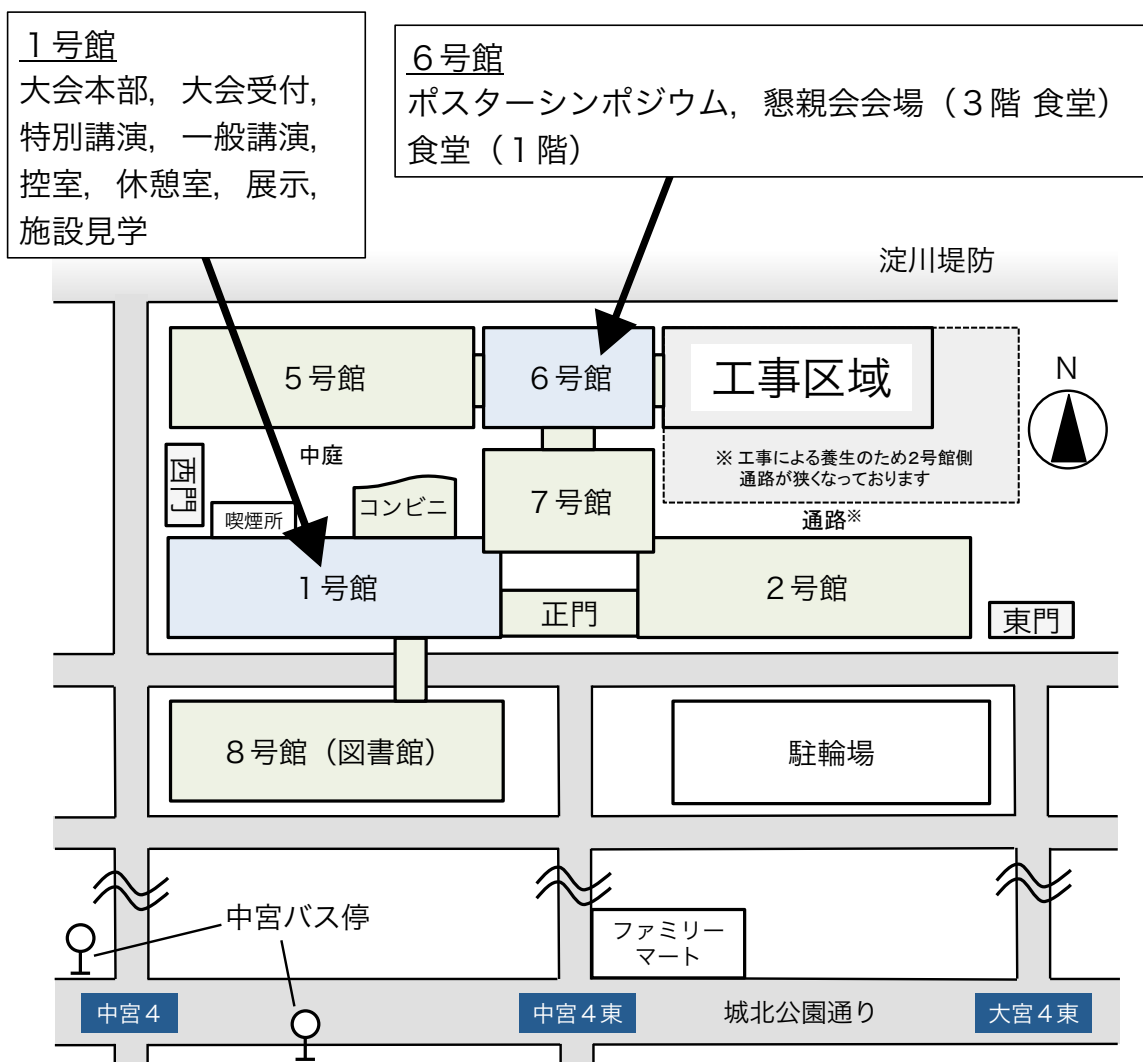 １号館
大会本部，大会受付，
特別講演，一般講演，
控室，休憩室，展示，
施設見学
６号館
ポスターシンポジウム，懇親会会場（３階 食堂）
食堂（１階）
淀川堤防
５号館
６号館
工事区域
N
※ 工事による養生のため2号館側
通路が狭くなっております
中庭
西門
喫煙所
コンビニ
７号館
通路※
１号館
正門
２号館
東門
８号館（図書館）
駐輪場
中宮バス停
ファミリー
マート
中宮４
中宮４東
城北公園通り
大宮４東